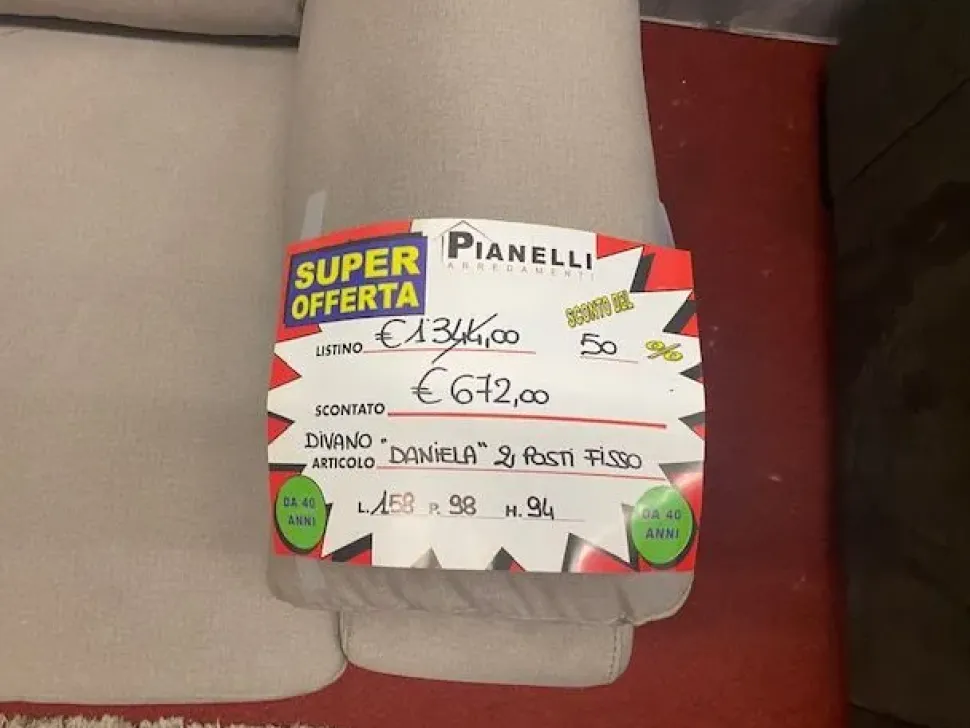 SUPER OFFERTA
PIANELLI
ARREDAMENTI
SCONTO DEL
LISTINO €1344,00 50 %
SCONTATO €672,00
DIVANO
ARTICOLO "DANIELA" 2 POSTI FISSO
L. 158 P. 98 H. 94
DA 40 ANNI
DA 40 ANNI